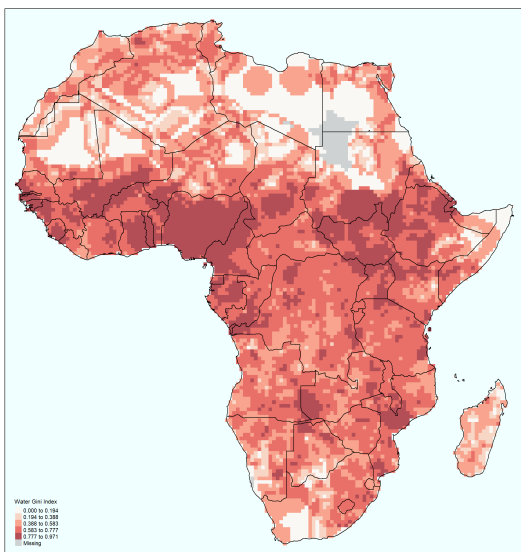 Water Gini Index
0.000 to 0.194
0.194 to 0.388
0.388 to 0.583
0.583 to 0.777
0.777 to 0.971
Missing